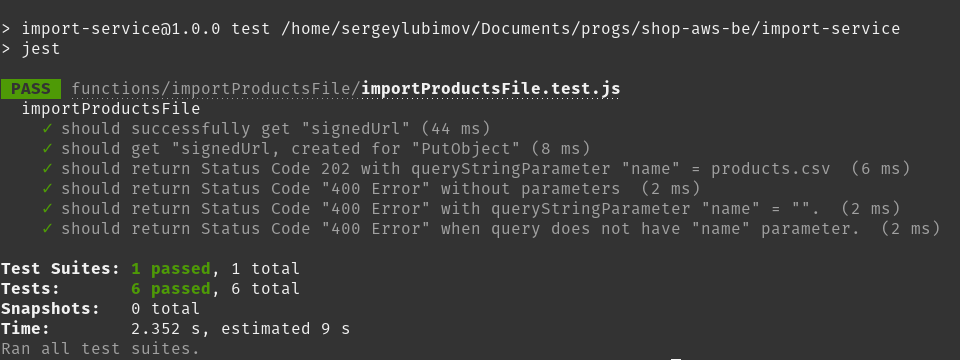 > import-service@1.0.0 test /home/sergeylubimov/Documents/progs/shop-aws-be/import-service
> jest
PASS functions/importProductsFile/importProductsFile.test.js
importProductsFile
✓ should successfully get "signedUrl" (44 ms)
✓ should get "signedUrl, created for "PutObject" (8 ms)
✓ should return Status Code 202 with queryStringParameter "name" = products.csv  (6 ms)
✓ should return Status Code "400 Error" without parameters  (2 ms)
✓ should return Status Code "400 Error" with queryStringParameter "name" = "".  (2 ms)
✓ should return Status Code "400 Error" when query does not have "name" parameter.  (2 ms)
Test Suites: 1 passed, 1 total
Tests:       6 passed, 6 total
Snapshots:   0 total
Time:        2.352 s, estimated 9 s
Ran all test suites.